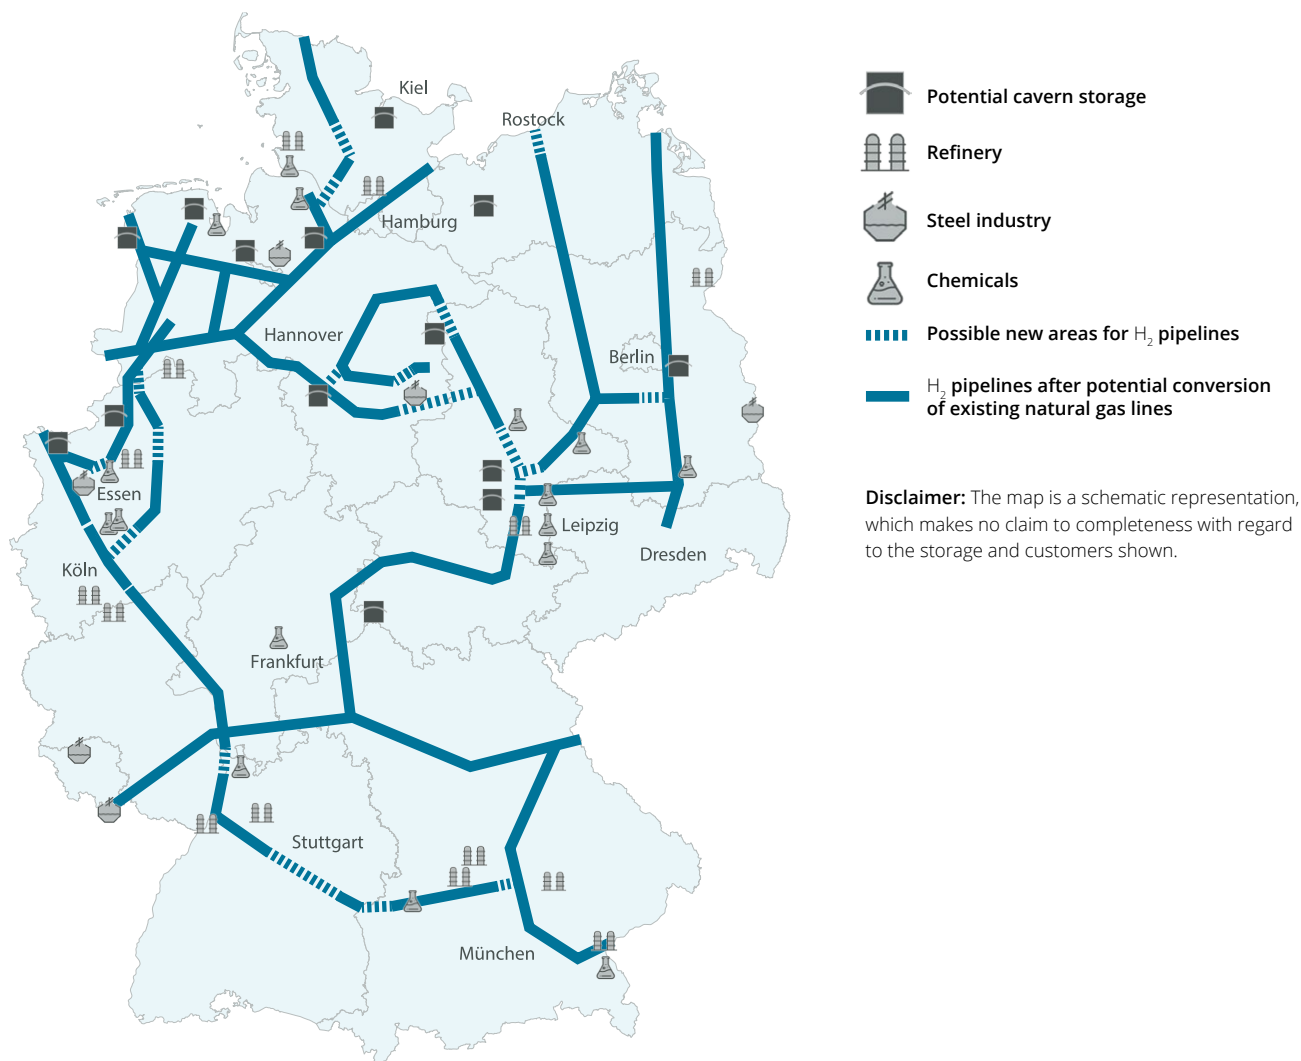 Kiel
Rostock
Hamburg
Hannover
Berlin
Essen
Leipzig
Dresden
Köln
Frankfurt
Stuttgart
München
Potential cavern storage
Refinery
Steel industry
Chemicals
Possible new areas for H₂ pipelines
H₂ pipelines after potential conversion
of existing natural gas lines
Disclaimer: The map is a schematic representation,
which makes no claim to completeness with regard
to the storage and customers shown.